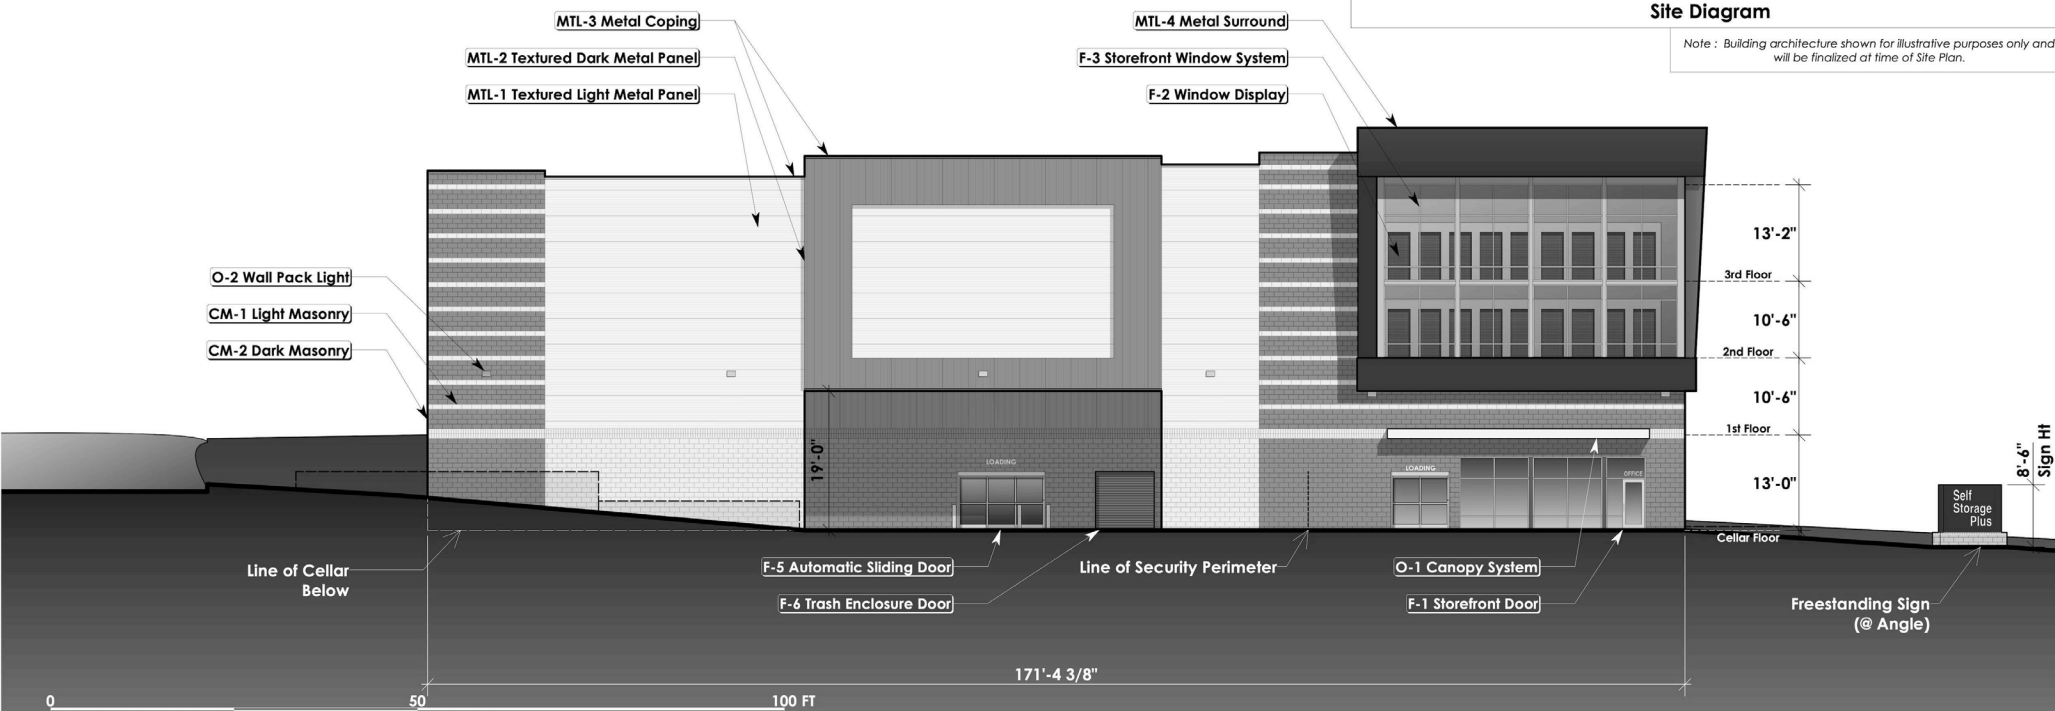 Site Diagram
Note : Building architecture shown for illustrative purposes only and
will be finalized at time of Site Plan.
MTL-3 Metal Coping
MTL-2 Textured Dark Metal Panel
MTL-1 Textured Light Metal Panel
MTL-4 Metal Surround
F-3 Storefront Window System
F-2 Window Display
O-2 Wall Pack Light
CM-1 Light Masonry
CM-2 Dark Masonry
13'-2"
3rd Floor
10'-6"
2nd Floor
10'-6"
1st Floor
13'-0"
Cellar Floor
19'-0"
LOADING
LOADING
OFFICE
8'-6"
Sign Ht
Self
Storage
Plus
Line of Cellar
Below
F-5 Automatic Sliding Door
F-6 Trash Enclosure Door
Line of Security Perimeter
O-1 Canopy System
F-1 Storefront Door
Freestanding Sign
(@ Angle)
171'-4 3/8"
0
50
100 FT